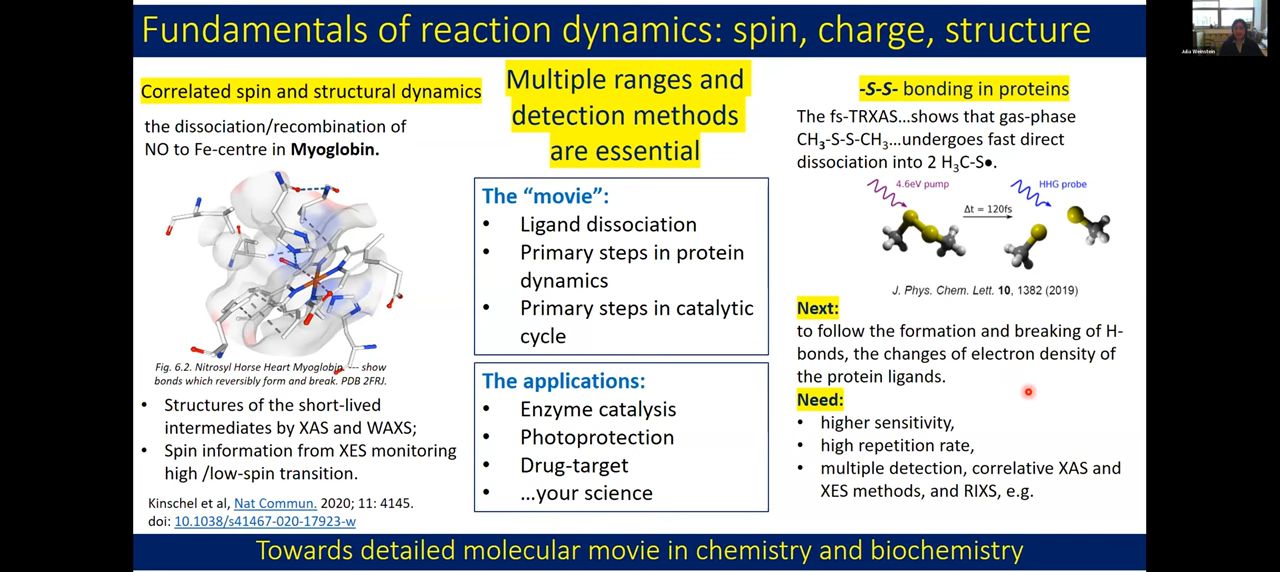 Fundamentals of reaction dynamics: spin, charge, structure
Julia Weinstein
Correlated spin and structural dynamics
the dissociation/recombination of
NO to Fe-centre in Myoglobin.
Fig. 6.2. Nitrosyl Horse Heart Myoglobin --- show
bonds which reversibly form and break. PDB 2FRJ.
• Structures of the short-lived
intermediates by XAS and WAXS;
• Spin information from XES monitoring
high /low-spin transition.
Kinschel et al, Nat Commun. 2020; 11: 4145.
doi: 10.1038/s41467-020-17923-w
Multiple ranges and
detection methods
are essential
The “movie”:
• Ligand dissociation
• Primary steps in protein
dynamics
• Primary steps in catalytic
cycle
The applications:
• Enzyme catalysis
• Photoprotection
• Drug-target
• …your science
-S-S- bonding in proteins
The fs-TRXAS…shows that gas-phase
CH₃-S-S-CH₃…undergoes fast direct
dissociation into 2 H₃C-S•.
4.6eV pump
Δt = 120fs
HHG probe
J. Phys. Chem. Lett. 10, 1382 (2019)
Next:
to follow the formation and breaking of H-
bonds, the changes of electron density of
the protein ligands.
Need:
• higher sensitivity,
• high repetition rate,
• multiple detection, correlative XAS and
XES methods, and RIXS, e.g.
Towards detailed molecular movie in chemistry and biochemistry